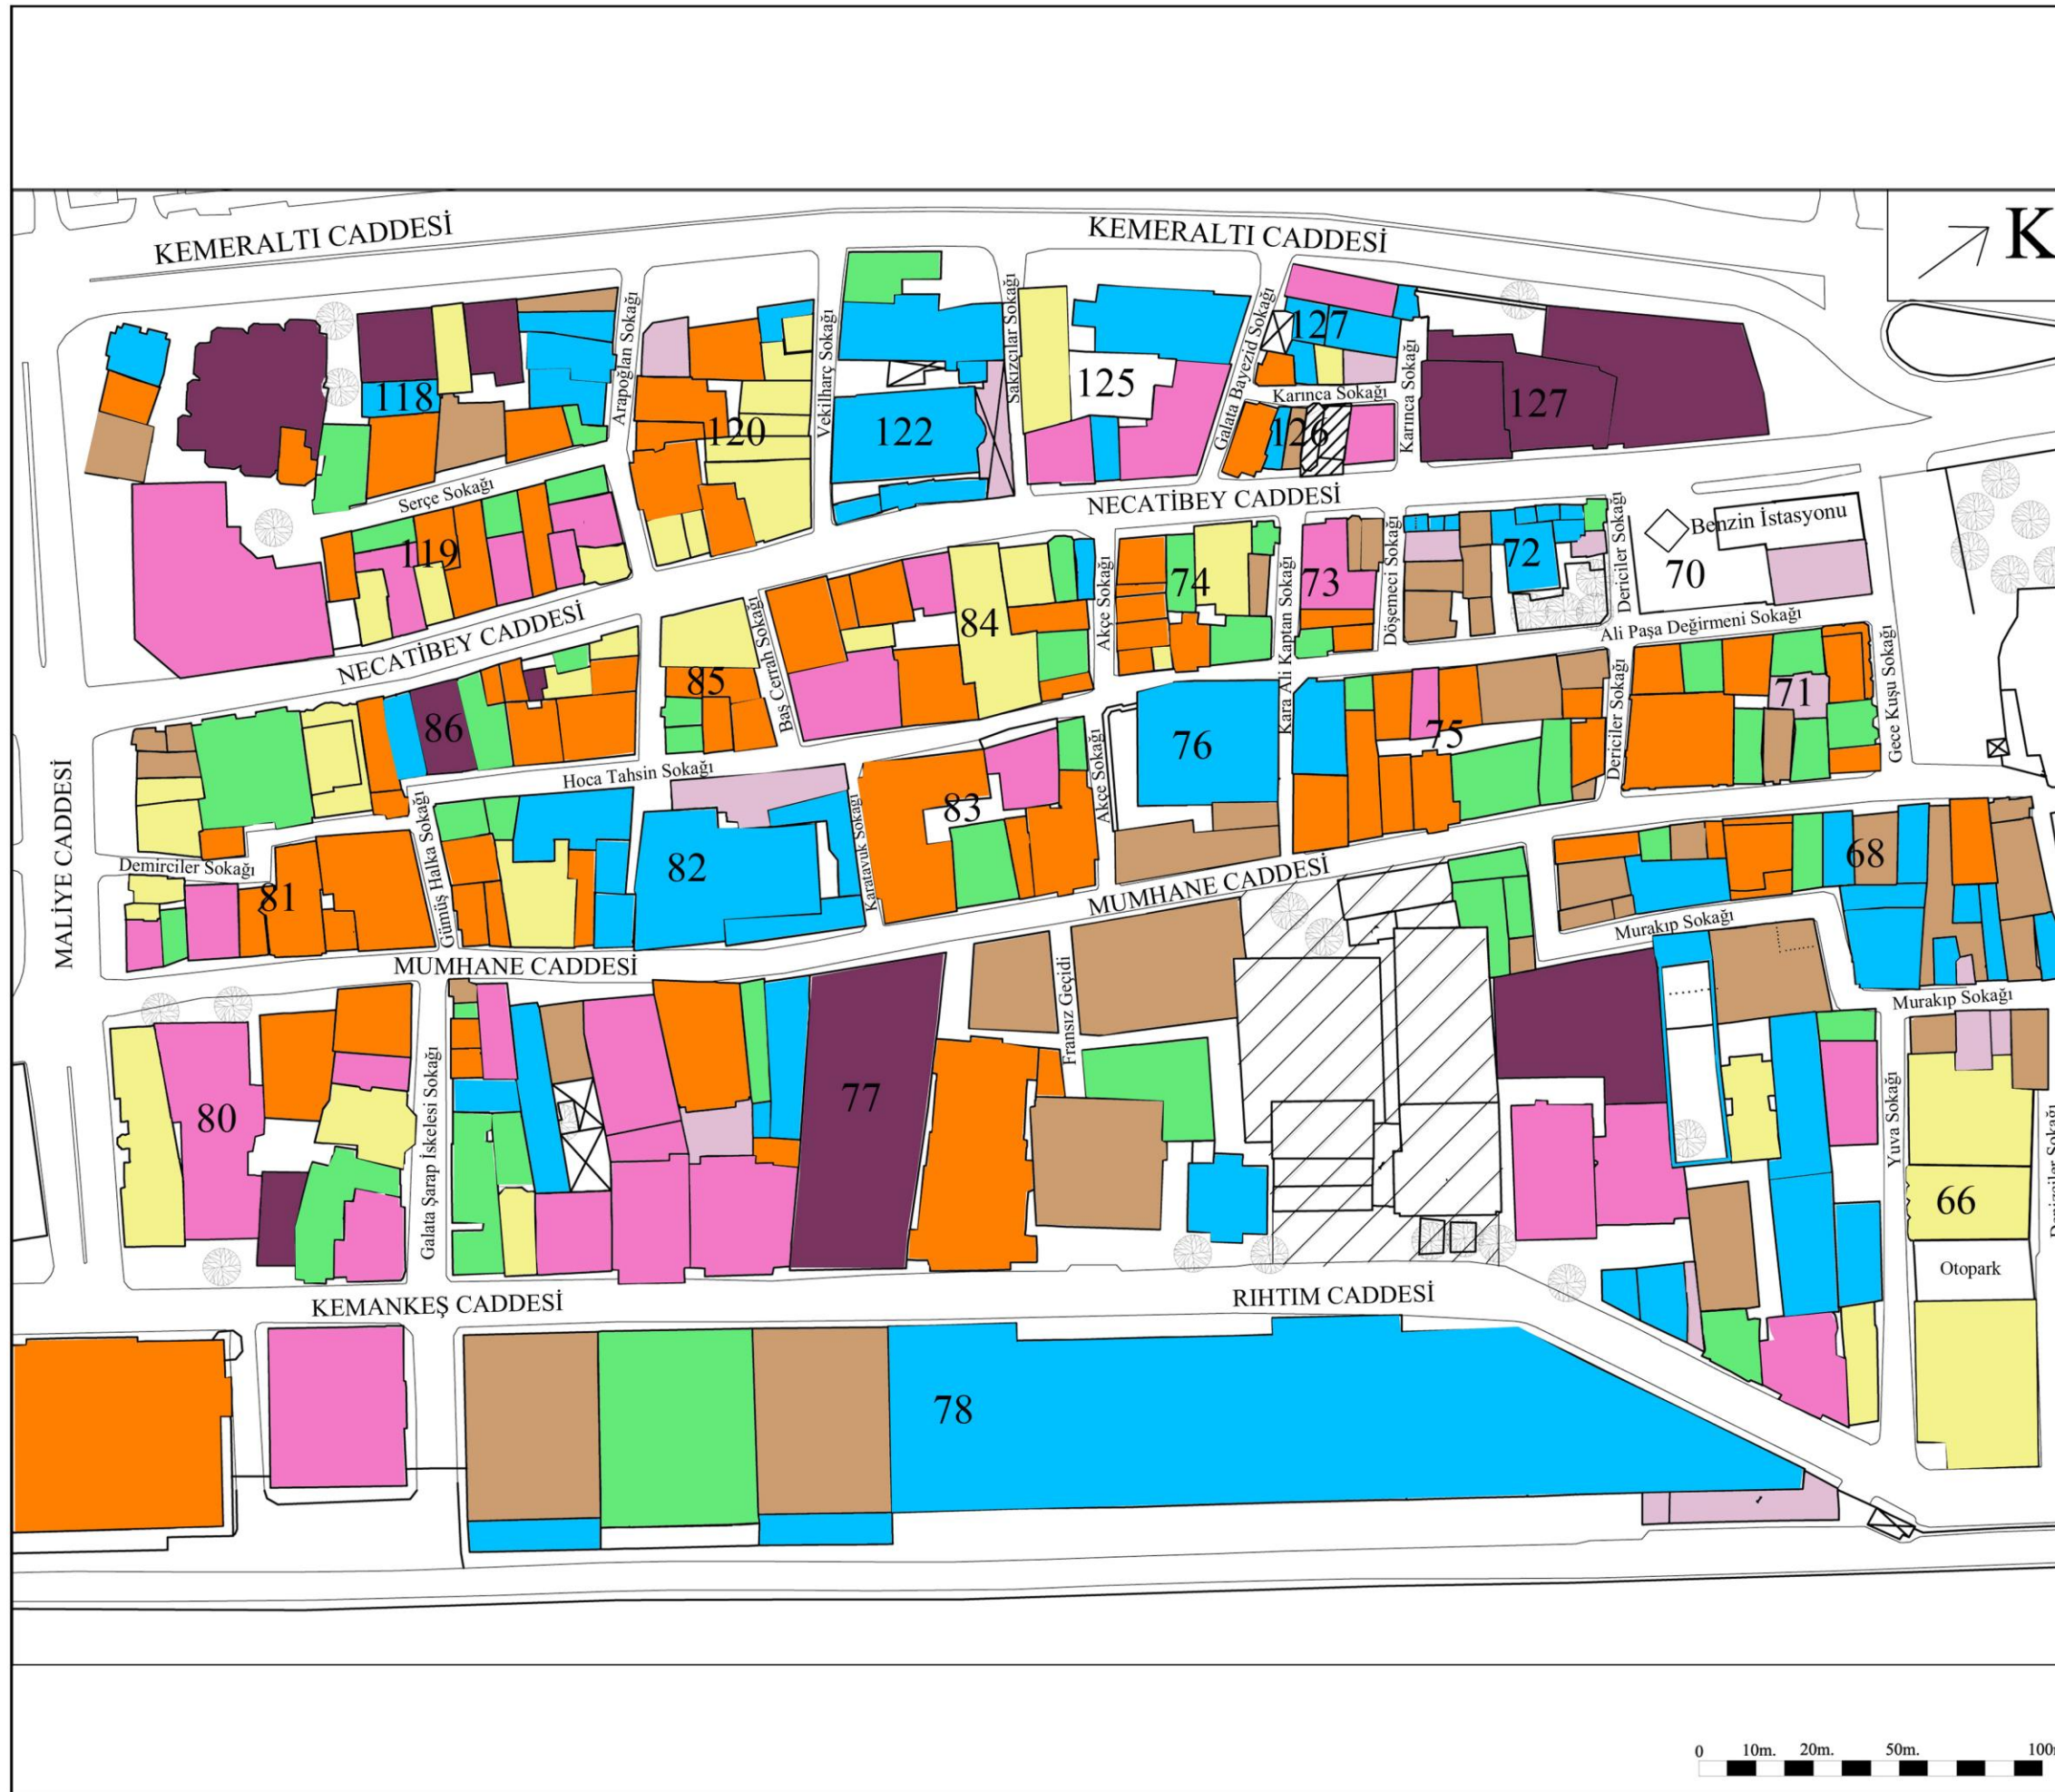 KEMERALTI CADDESİ
KEMERALTI CADDESİ
K
Arapoğlan Sokağı
Vekilharç Sokağı
Sakızcılar Sokağı
Galata Bayezid Sokağı
127
Karınca Sokağı
Karınca Sokağı
118
120
122
125
126
127
Serçe Sokağı
119
NECATİBEY CADDESİ
NECATİBEY CADDESİ
Benzin İstasyonu
70
72
73
74
84
Akçe Sokağı
Kara Ali Kaptan Sokağı
Döşemeci Sokağı
Dericiler Sokağı
Ali Paşa Değirmeni Sokağı
Baş Cerrah Sokağı
85
86
71
75
76
Dericiler Sokağı
Gece Kuşu Sokağı
Hoca Tahsin Sokağı
MALİYE CADDESİ
Demirciler Sokağı
81
Gümüş Halka Sokağı
82
Karatavuk Sokağı
83
Akçe Sokağı
68
MUMHANE CADDESİ
MUMHANE CADDESİ
Murakıp Sokağı
Murakıp Sokağı
Fransız Geçidi
80
Galata Şarap İskelesi Sokağı
77
Yuva Sokağı
66
Otopark
KEMANKEŞ CADDESİ
RIHTIM CADDESİ
78
0 10m. 20m. 50m.